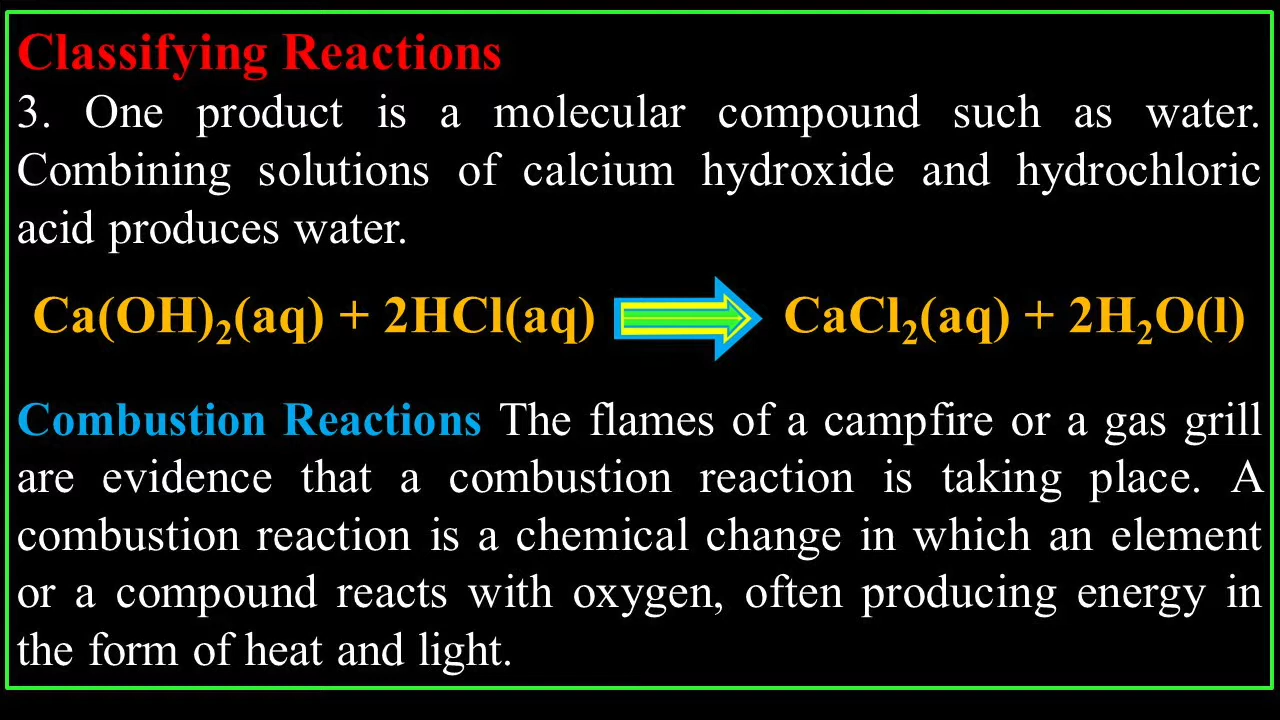 Classifying Reactions
3. One product is a molecular compound such as water.
Combining solutions of calcium hydroxide and hydrochloric
acid produces water.
Ca(OH)₂(aq) + 2HCl(aq) CaCl₂(aq) + 2H₂O(l)
Combustion Reactions The flames of a campfire or a gas grill
are evidence that a combustion reaction is taking place. A
combustion reaction is a chemical change in which an element
or a compound reacts with oxygen, often producing energy in
the form of heat and light.